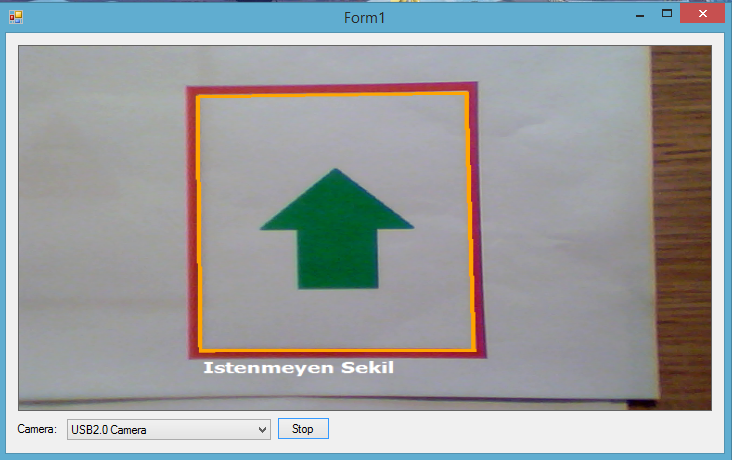 Form1
Istenmeyen Sekil
Camera:
USB2.0 Camera
Stop